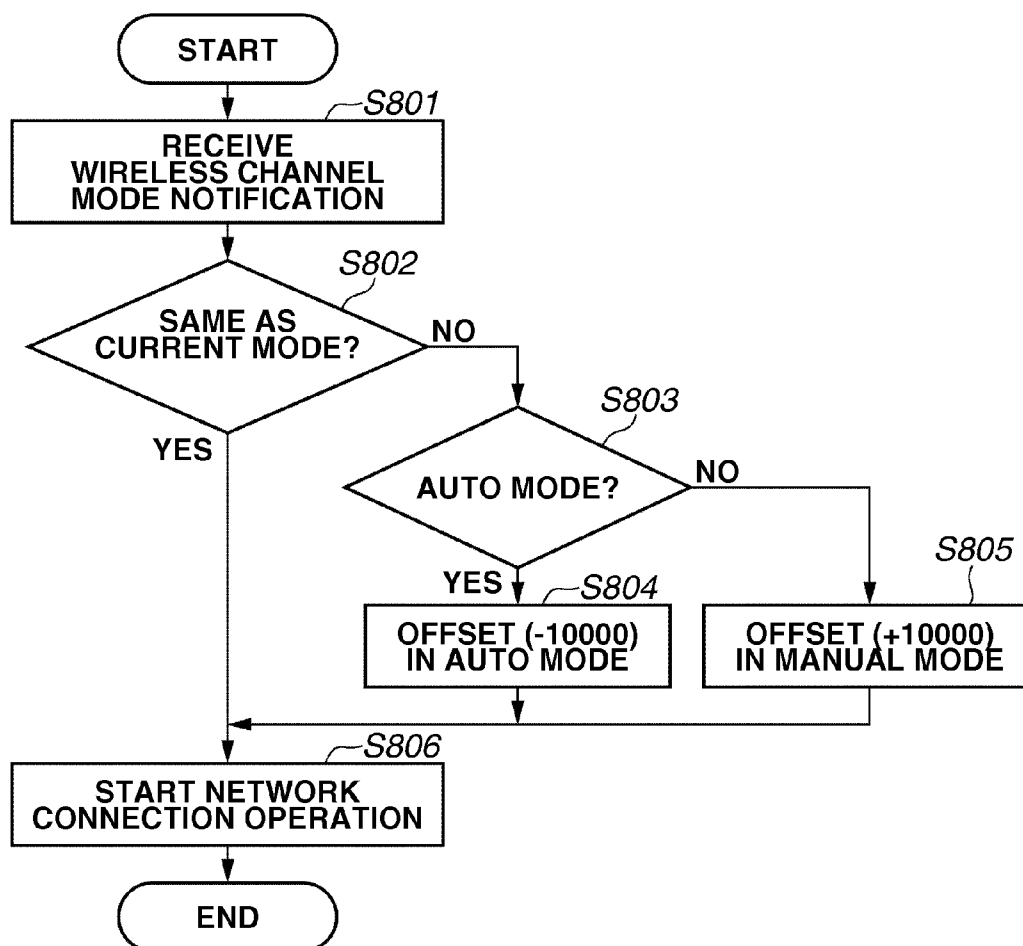 START
S801
RECEIVE
WIRELESS CHANNEL
MODE NOTIFICATION
S802
SAME AS
CURRENT MODE?
NO
YES
S803
AUTO MODE?
NO
YES
S804
OFFSET (-10000)
IN AUTO MODE
S805
OFFSET (+10000)
IN MANUAL MODE
S806
START NETWORK
CONNECTION OPERATION
END